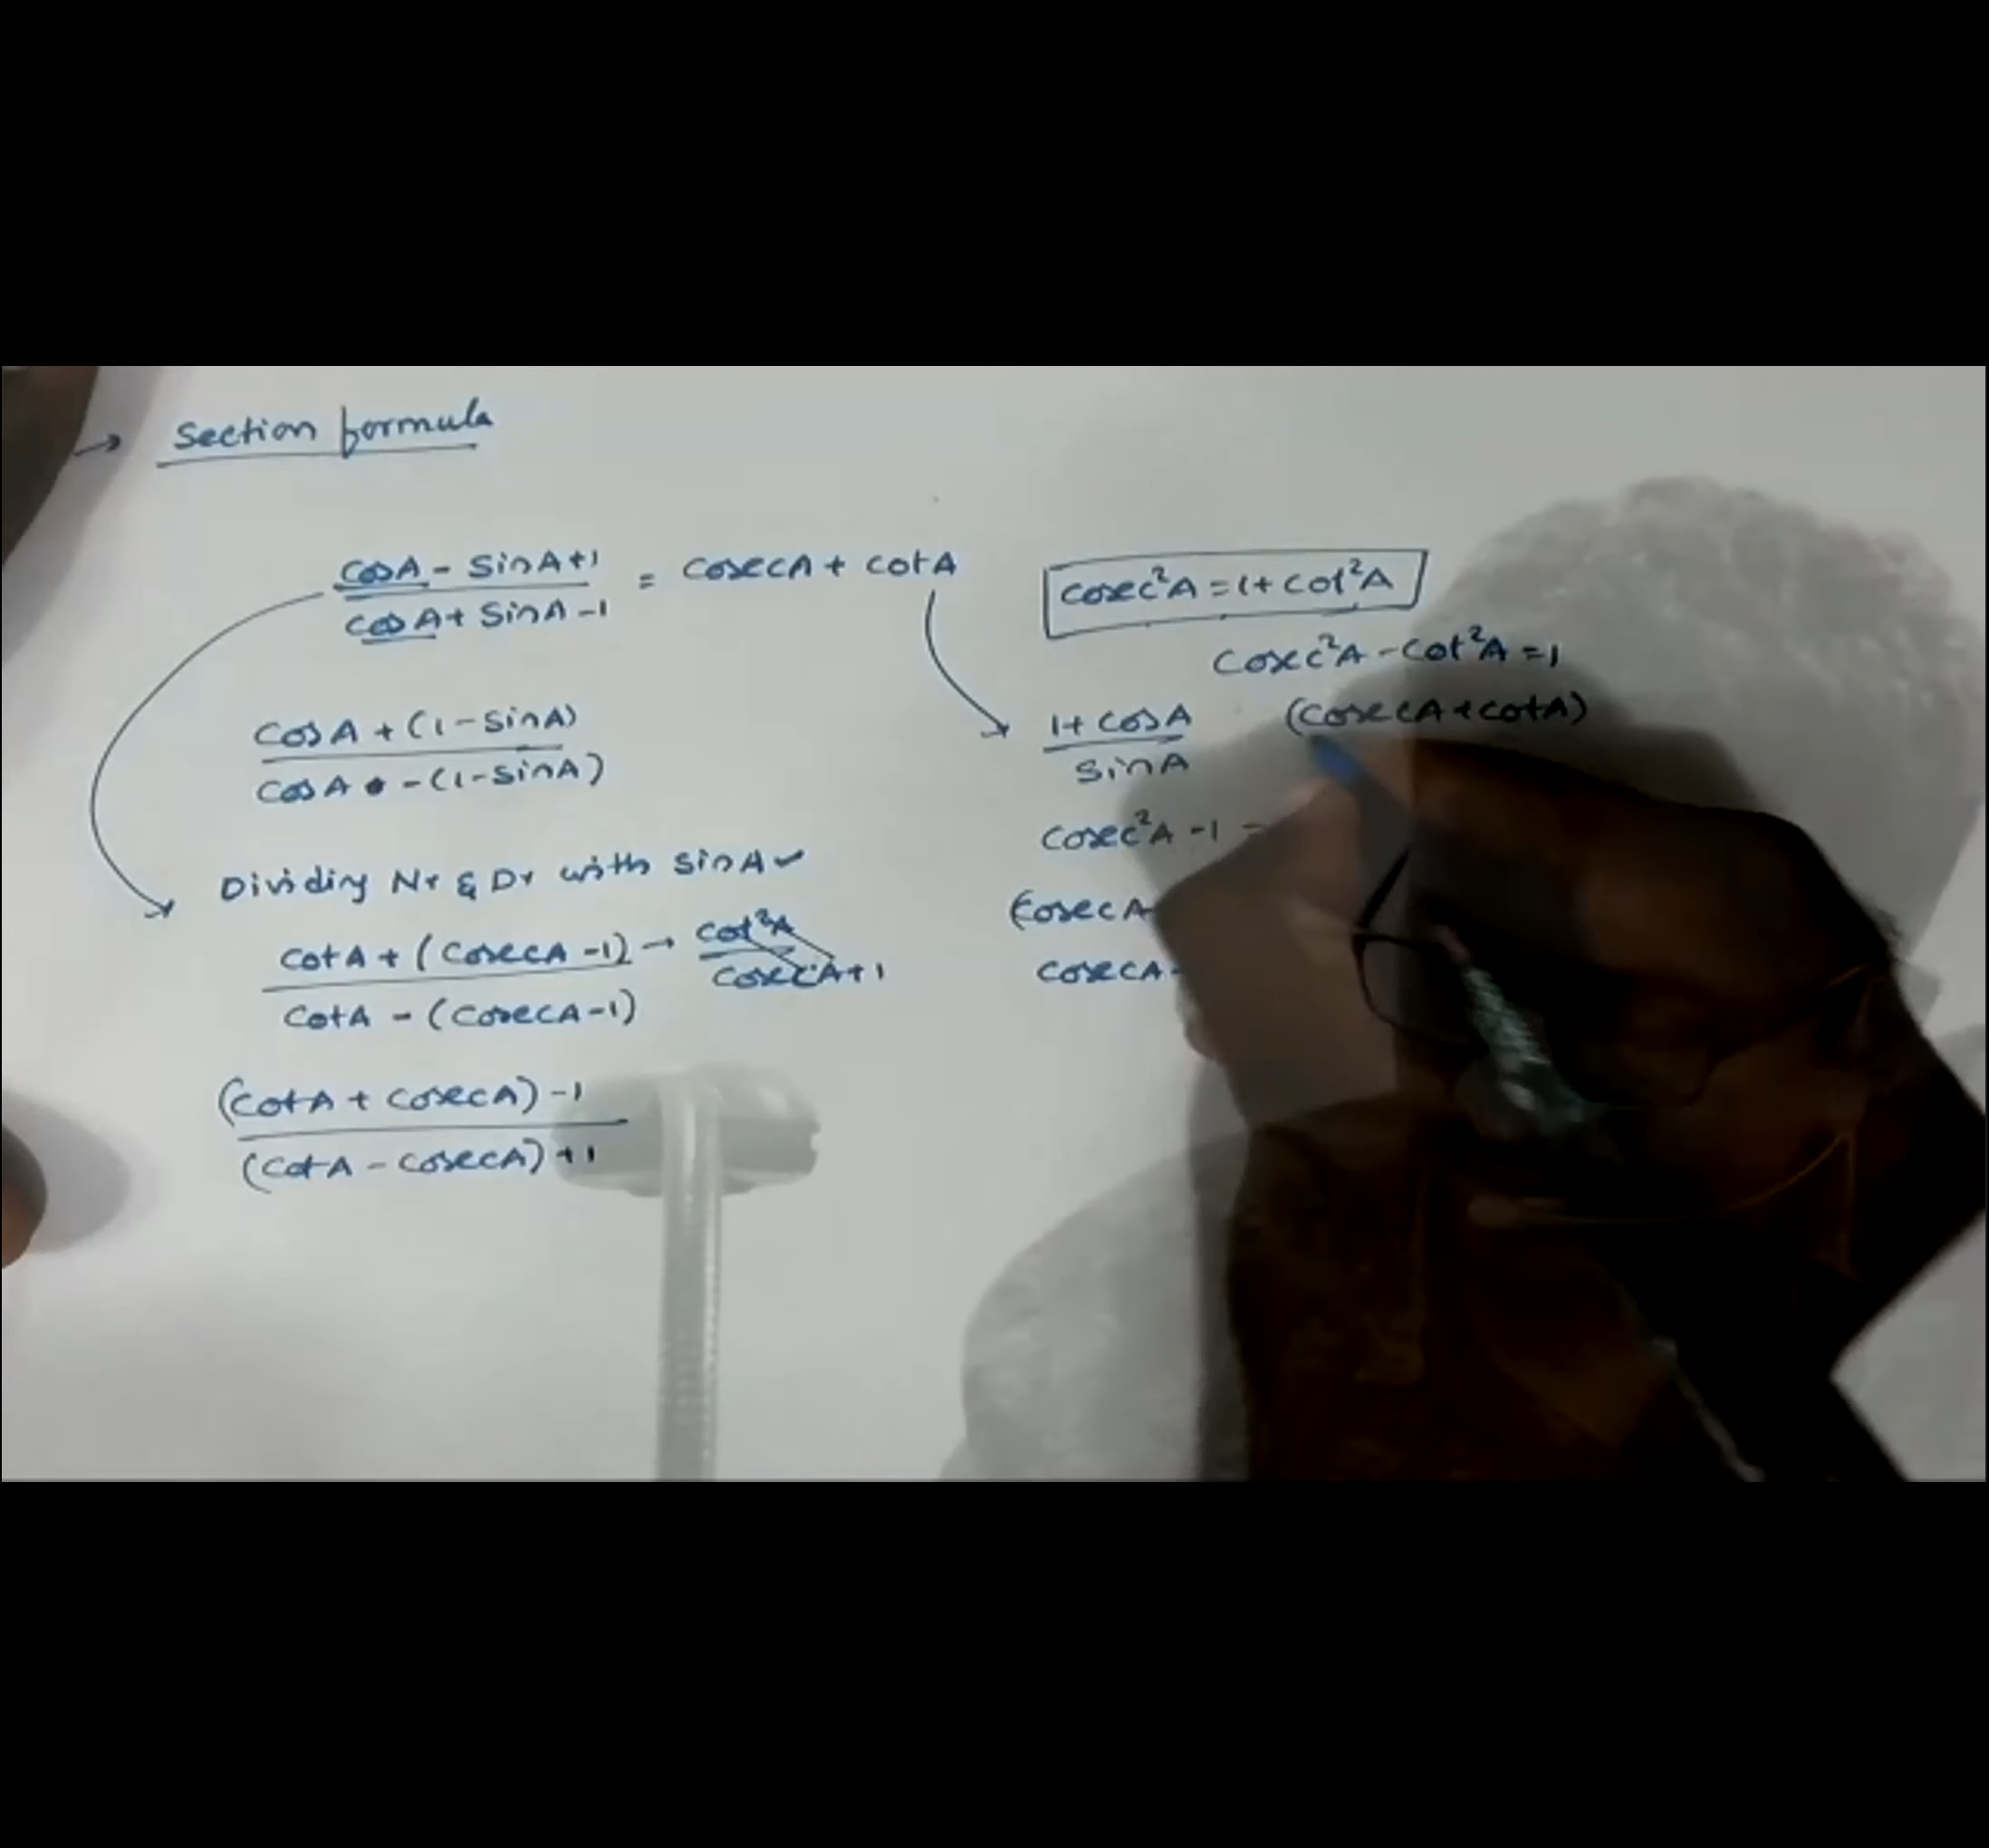 → Section formula
cosA - sinA+1
cosA + sinA-1
= cosecA + cotA
cosA + (1-sinA)
cosA - (1-sinA)
Dividing Nr & Dr with sinA ✓
cotA + (cosecA -1) → cot²A
cosecA+1
cotA - (cosecA-1)
(cotA + cosecA) -1
(cotA - cosecA) +1
cosec²A = 1+ cot²A
cosec²A - cot²A = 1
(cosecA + cotA)
1+ cosA
sinA
cosec²A -1 =
(cosecA
cosecA